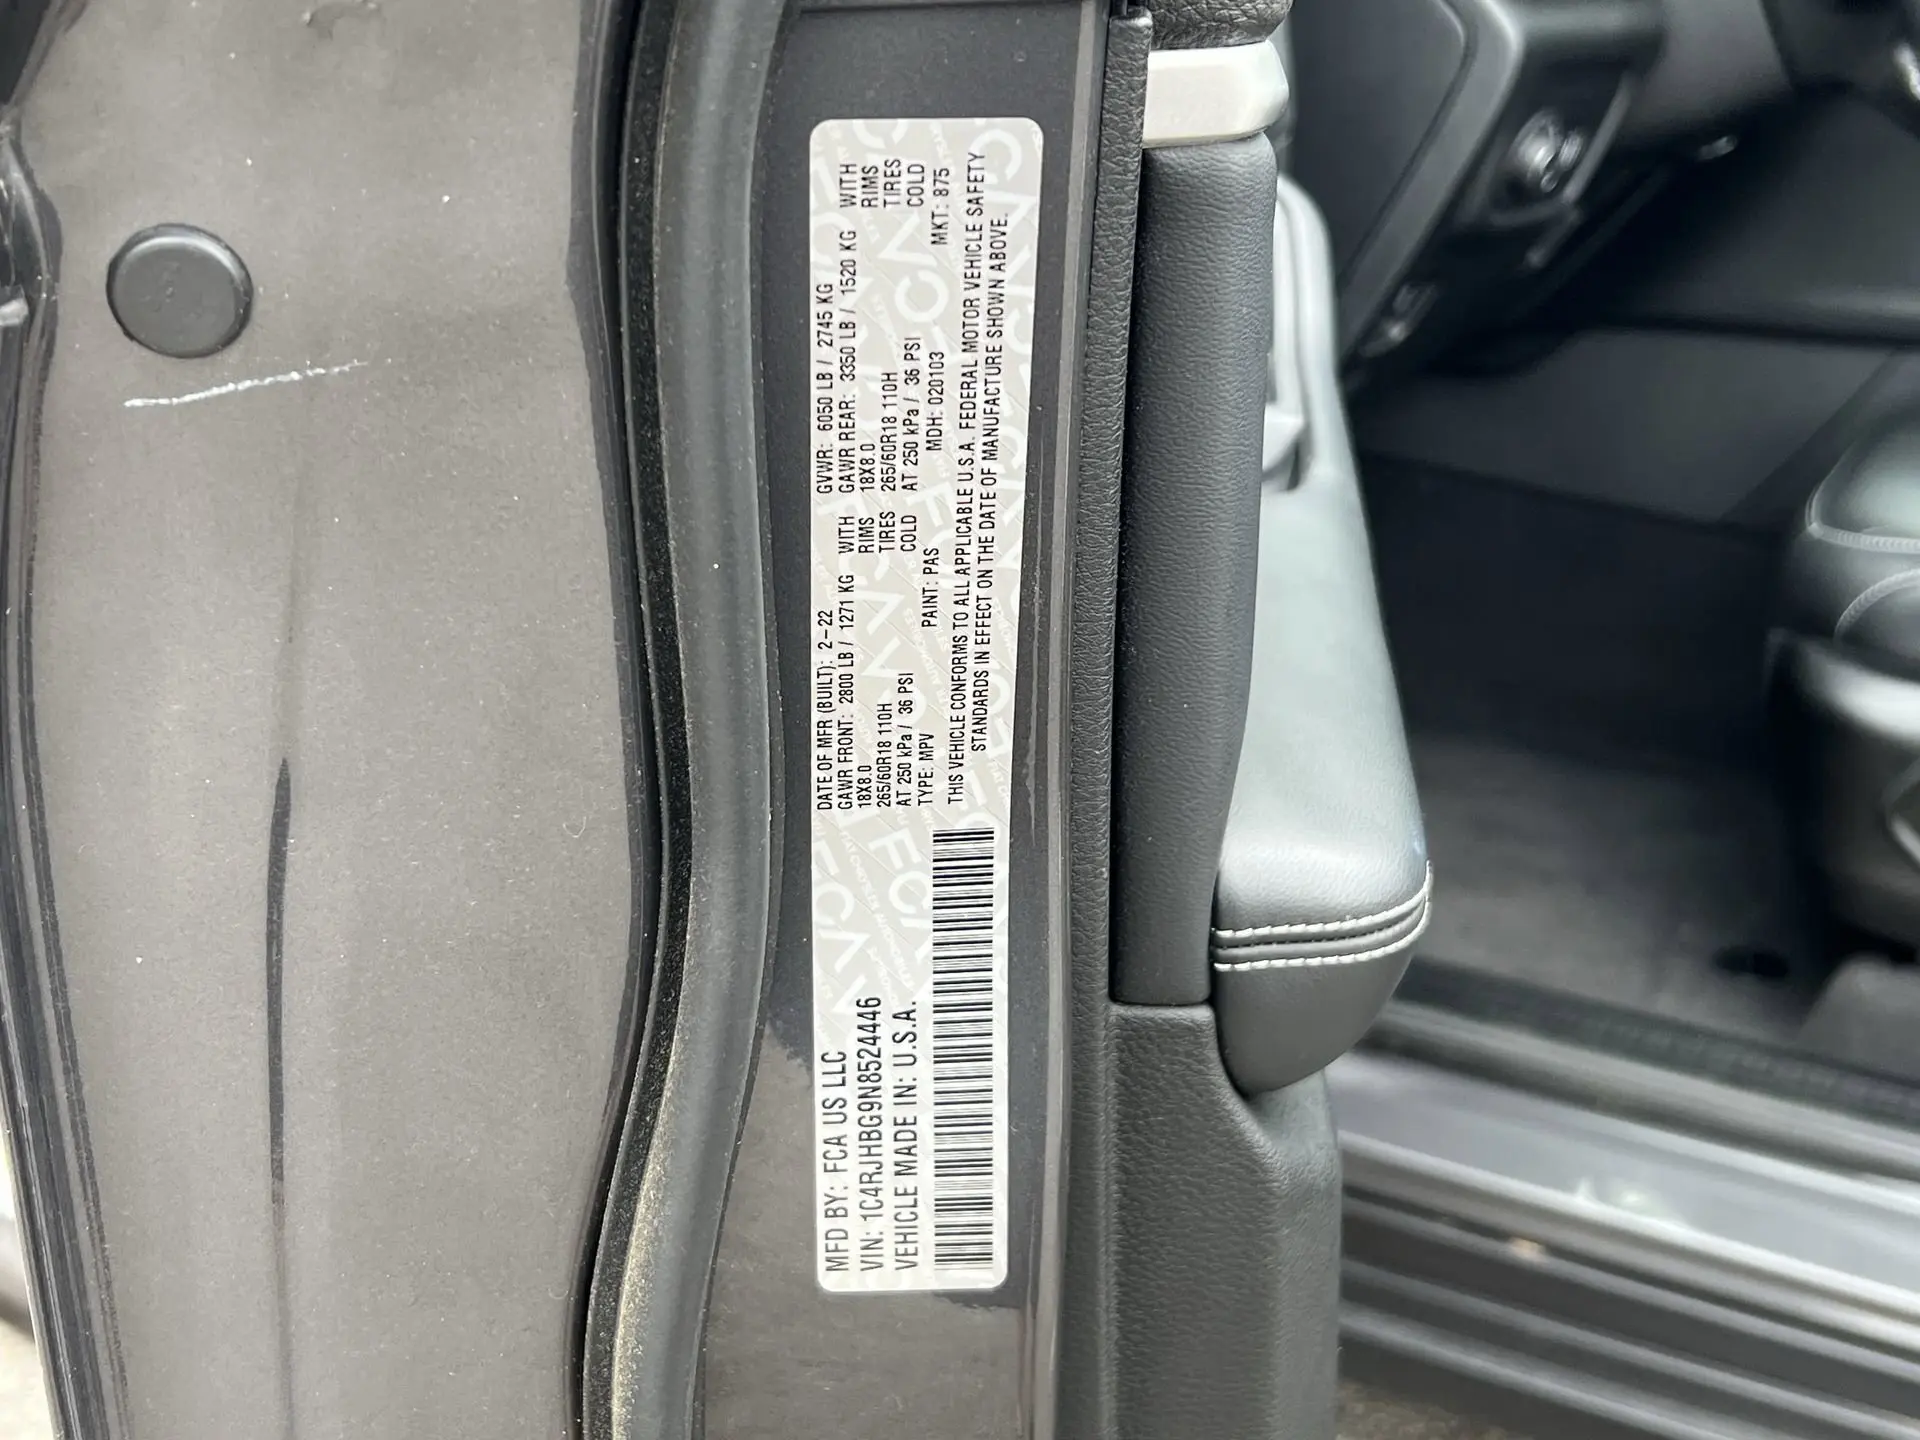 MFD BY: FCA US LLC
VIN: 1C4RJHBG9N8524446
VEHICLE MADE IN: U.S.A.
DATE OF MFR (BUILT): 2-22 GVWR: 6050 LB / 2745 KG
GAWR FRONT: 2800 LB / 1271 KG WITH GAWR REAR: 3350 LB / 1520 KG WITH
18X8.0 RIMS 18X8.0 RIMS
265/60R18 110H TIRES 265/60R18 110H TIRES
AT 250 kPa / 36 PSI COLD AT 250 kPa / 36 PSI COLD
TYPE: MPV PAINT: PAS MDH: 020103 MKT: 875
THIS VEHICLE CONFORMS TO ALL APPLICABLE U.S.A. FEDERAL MOTOR VEHICLE SAFETY
STANDARDS IN EFFECT ON THE DATE OF MANUFACTURE SHOWN ABOVE.